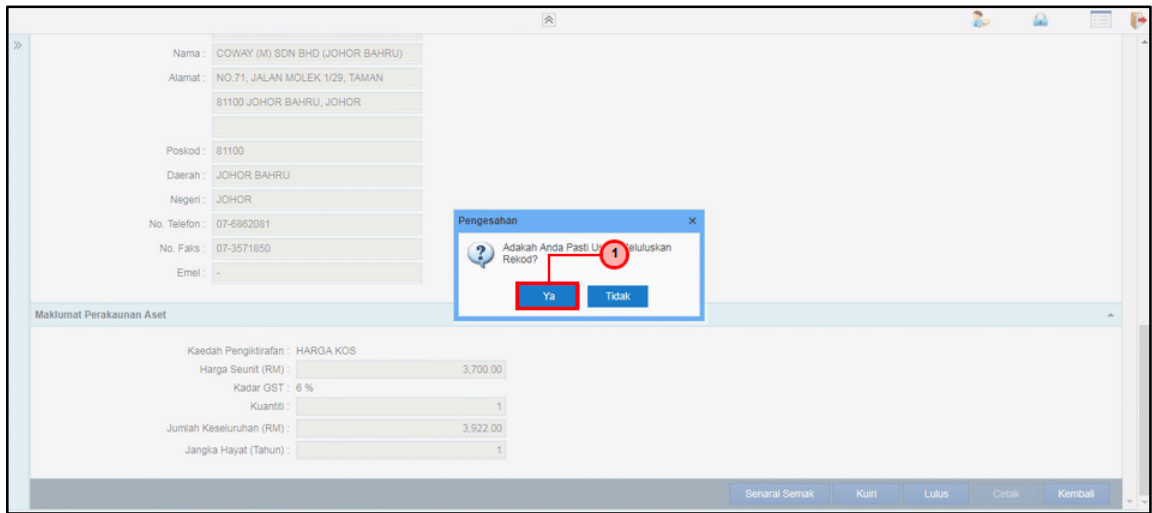 Nama : COWAY (M) SDN BHD (JOHOR BAHRU)
Alamat : NO.71, JALAN MOLEK 1/29, TAMAN
81100 JOHOR BAHRU, JOHOR
Poskod : 81100
Daerah : JOHOR BAHRU
Negeri : JOHOR
No. Telefon : 07-6862081
No. Faks : 07-3571850
Emel : -
Pengesahan
Adakah Anda Pasti
Rekod?
1
Ya Tidak
Maklumat Perakaunan Aset
Kaedah Pengiktirafan : HARGA KOS
Harga Seunit (RM) : 3,700.00
Kadar GST : 6 %
Kuantiti : 1
Jumlah Keseluruhan (RM) : 3,922.00
Jangka Hayat (Tahun) : 1
Senarai Semak Kuiri Lulus Cetak Kembali